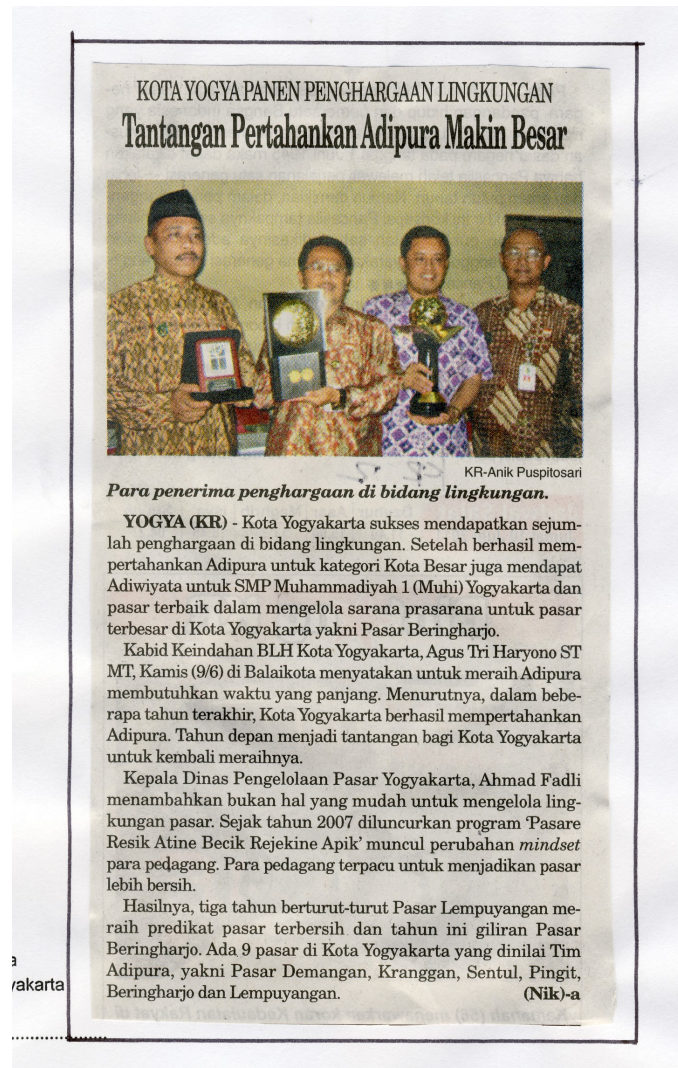 KOTA YOGYA PANEN PENGHARGAAN LINGKUNGAN
Tantangan Pertahankan Adipura Makin Besar
KR-Anik Puspitosari
Para penerima penghargaan di bidang lingkungan.
YOGYA (KR) - Kota Yogyakarta sukses mendapatkan sejum-
lah penghargaan di bidang lingkungan. Setelah berhasil mem-
pertahankan Adipura untuk kategori Kota Besar juga mendapat
Adiwiyata untuk SMP Muhammadiyah 1 (Muhi) Yogyakarta dan
pasar terbaik dalam mengelola sarana prasarana untuk pasar
terbesar di Kota Yogyakarta yakni Pasar Beringharjo.
Kabid Keindahan BLH Kota Yogyakarta, Agus Tri Haryono ST
MT, Kamis (9/6) di Balaikota menyatakan untuk meraih Adipura
membutuhkan waktu yang panjang. Menurutnya, dalam bebe-
rapa tahun terakhir, Kota Yogyakarta berhasil mempertahankan
Adipura. Tahun depan menjadi tantangan bagi Kota Yogyakarta
untuk kembali meraihnya.
Kepala Dinas Pengelolaan Pasar Yogyakarta, Ahmad Fadli
menambahkan bukan hal yang mudah untuk mengelola ling-
kungan pasar. Sejak tahun 2007 diluncurkan program 'Pasare
Resik Atine Becik Rejekine Apik' muncul perubahan mindset
para pedagang. Para pedagang terpacu untuk menjadikan pasar
lebih bersih.
Hasilnya, tiga tahun berturut-turut Pasar Lempuyangan me-
raih predikat pasar terbersih dan tahun ini giliran Pasar
Beringharjo. Ada 9 pasar di Kota Yogyakarta yang dinilai Tim
Adipura, yakni Pasar Demangan, Kranggan, Sentul, Pingit,
Beringharjo dan Lempuyangan. (Nik)-a
a
yakarta